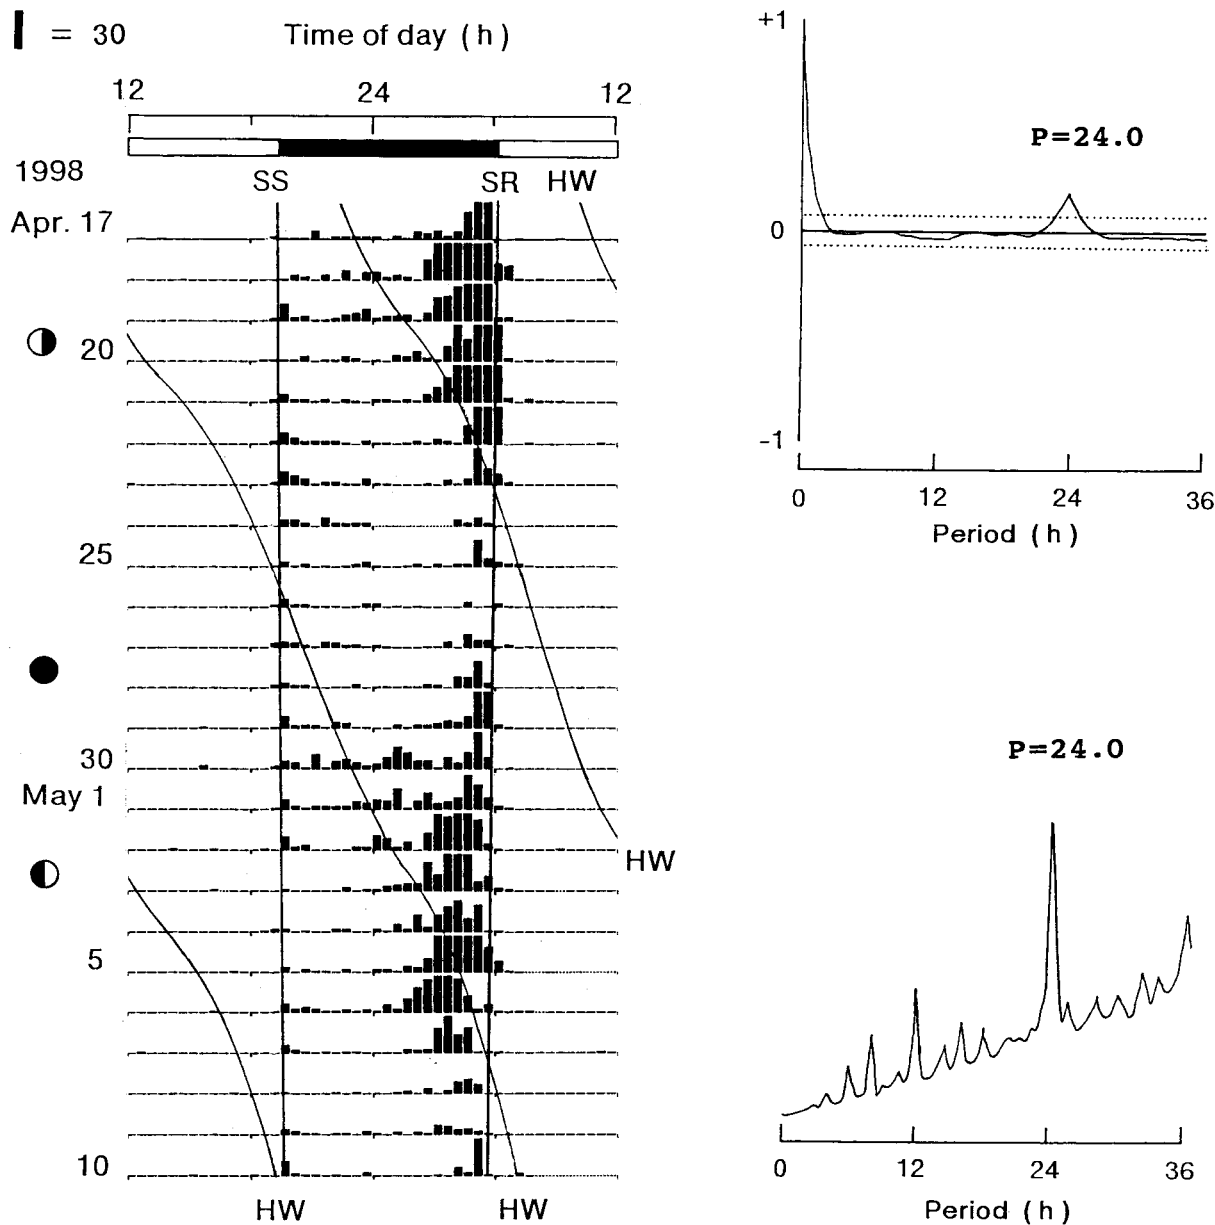 = 30
Time of day (h)
12 24 12
1998
SS SR HW
Apr. 17
20
25
30
May 1
HW
5
10
HW HW
+1
P=24.0
0
-1
0 12 24 36
Period (h)
P=24.0
0 12 24 36
Period (h)